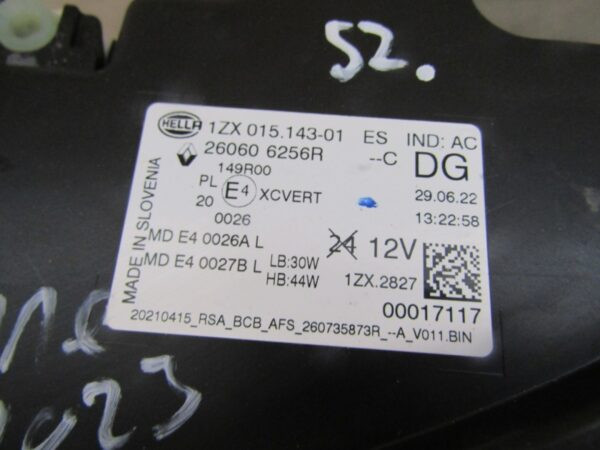 52.
HELLA 1ZX 015.143-01 ES IND: AC
26060 6256R --C DG
149R00
PL E4 XCVERT 29.06.22
20 13:22:58
0026
MD E4 0026A L 24 12V
MD E4 0027B L LB:30W 1ZX.2827
HB:44W
00017117
20210415_RSA_BCB_AFS_260735873R_--A_V011.BIN
MADE IN SLOVENIA
2023